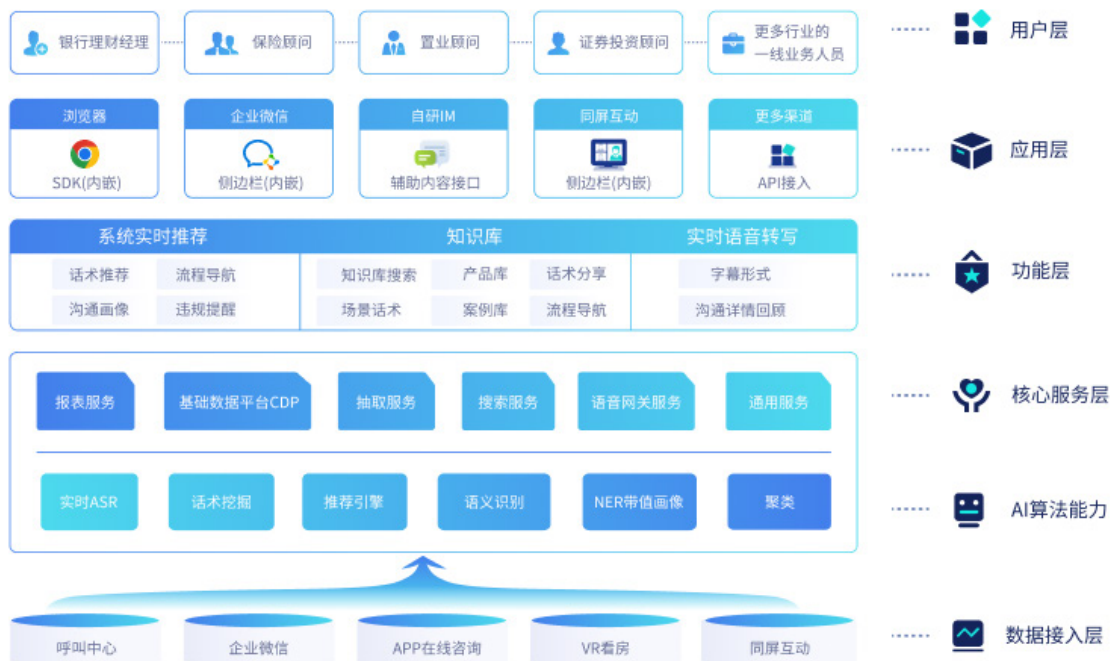 银行理财经理
保险顾问
置业顾问
证券投资顾问
更多行业的
一线业务人员
用户层
浏览器
企业微信
自研IM
同屏互动
更多渠道
SDK(内嵌)
侧边栏(内嵌)
辅助内容接口
侧边栏(内嵌)
API接入
应用层
系统实时推荐
知识库
实时语音转写
话术推荐
流程导航
知识库搜索
产品库
话术分享
字幕形式
沟通画像
违规提醒
场景话术
案例库
流程导航
沟通详情回顾
功能层
报表服务
基础数据平台CDP
抽取服务
搜索服务
语音网关服务
通用服务
核心服务层
实时ASR
话术挖掘
推荐引擎
语义识别
NER带值画像
聚类
AI算法能力
呼叫中心
企业微信
APP在线咨询
VR看房
同屏互动
数据接入层